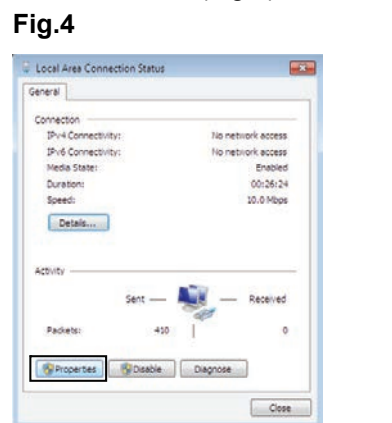 Fig.4
Local Area Connection Status
General
Connection
IPv4 Connectivity: No network access
IPv6 Connectivity: No network access
Media State: Enabled
Duration: 00:26:24
Speed: 10.0 Mbps
Details...
Activity
Sent — — Received
Packets: 410 | 0
Properties Disable Diagnose
Close